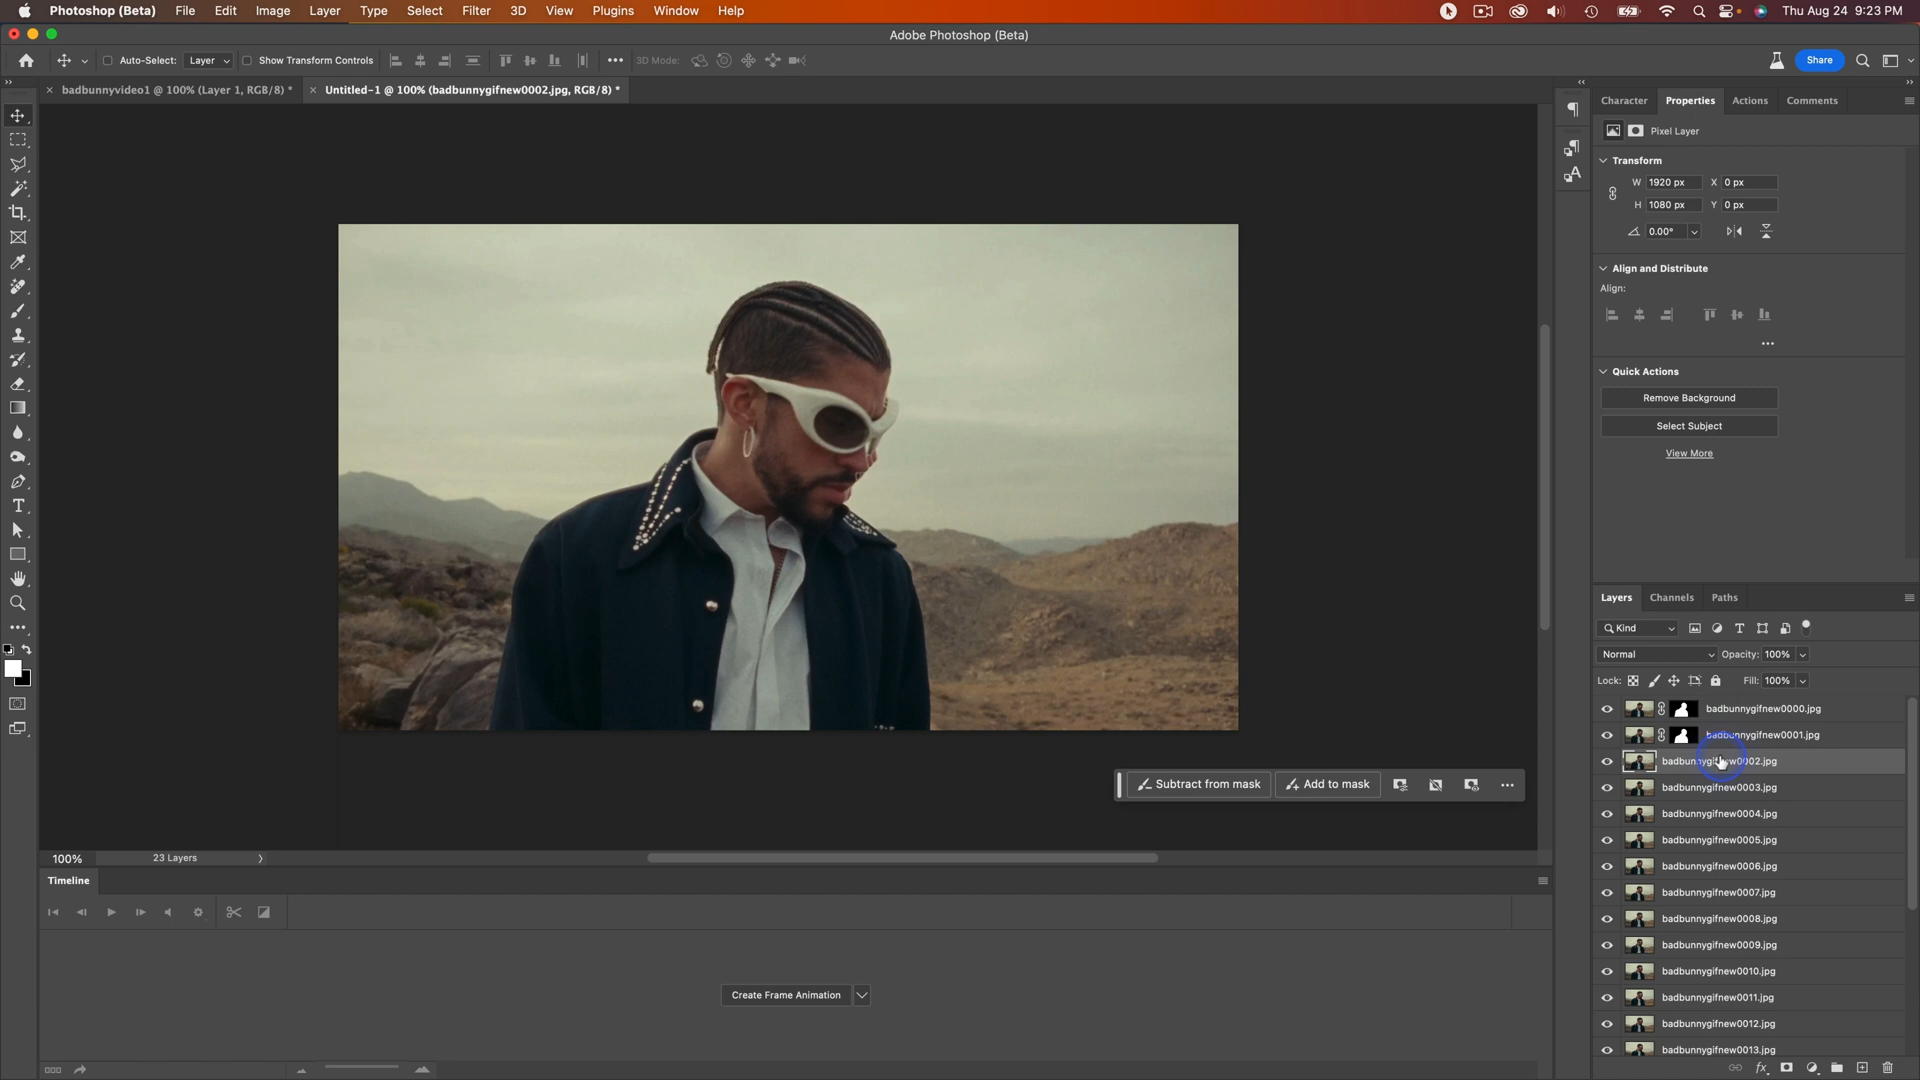 Photoshop (Beta) File Edit Image Layer Type Select Filter 3D View Plugins Window Help Thu Aug 24 9:23 PM
Adobe Photoshop (Beta)
Auto-Select: Layer Show Transform Controls 3D Mode: Share
badbunnyvideo1 @ 100% (Layer 1, RGB/8) * Untitled-1 @ 100% (badbunnygifnew0002.jpg, RGB/8) *
Character Properties Actions Comments
Pixel Layer
Transform
W 1920 px X 0 px
H 1080 px Y 0 px
0.00°
Align and Distribute
Align:
Quick Actions
Remove Background
Select Subject
View More
Layers Channels Paths
Kind
Normal Opacity: 100%
Lock: Fill: 100%
badbunnygifnew0000.jpg
badbunnygifnew0001.jpg
badbunnygifnew0002.jpg
badbunnygifnew0003.jpg
badbunnygifnew0004.jpg
badbunnygifnew0005.jpg
badbunnygifnew0006.jpg
badbunnygifnew0007.jpg
badbunnygifnew0008.jpg
badbunnygifnew0009.jpg
badbunnygifnew0010.jpg
badbunnygifnew0011.jpg
badbunnygifnew0012.jpg
badbunnygifnew0013.jpg
Subtract from mask Add to mask
100% 23 Layers
Timeline
Create Frame Animation
fx